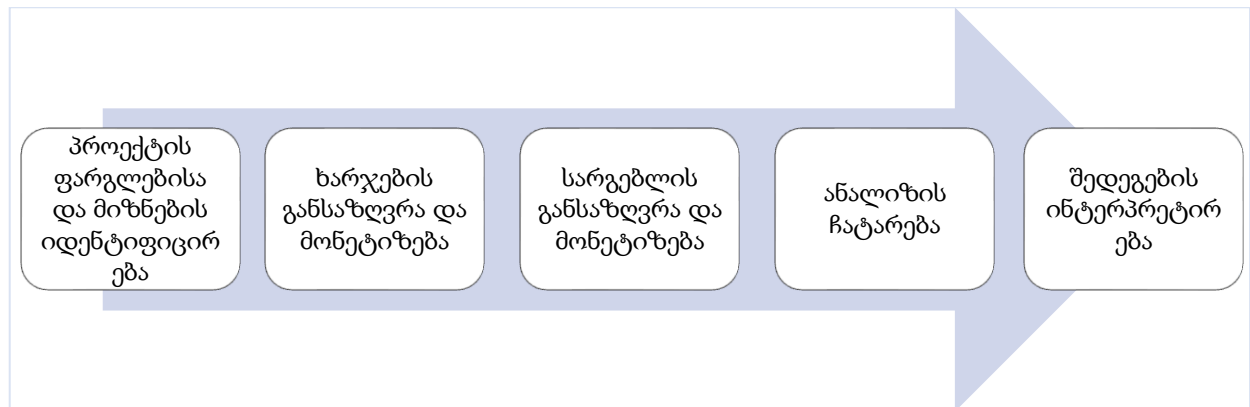 პროექტის
ფარგლებისა
და მიზნების
იდენტიფიცირ
ება
ხარჯების
განსაზღვრა და
მონეტიზება
სარგებლის
განსაზღვრა და
მონეტიზება
ანალიზის
ჩატარება
შედეგების
ინტერპრეტირ
ება